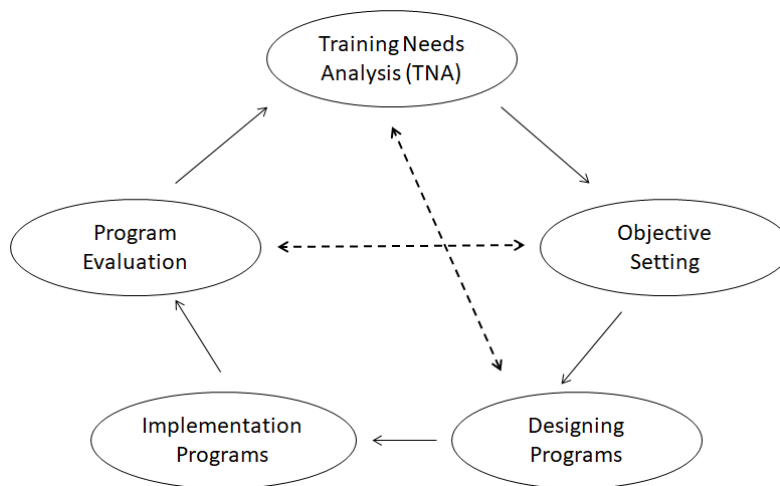 Training Needs
Analysis (TNA)
Program
Evaluation
Objective
Setting
Implementation
Programs
Designing
Programs